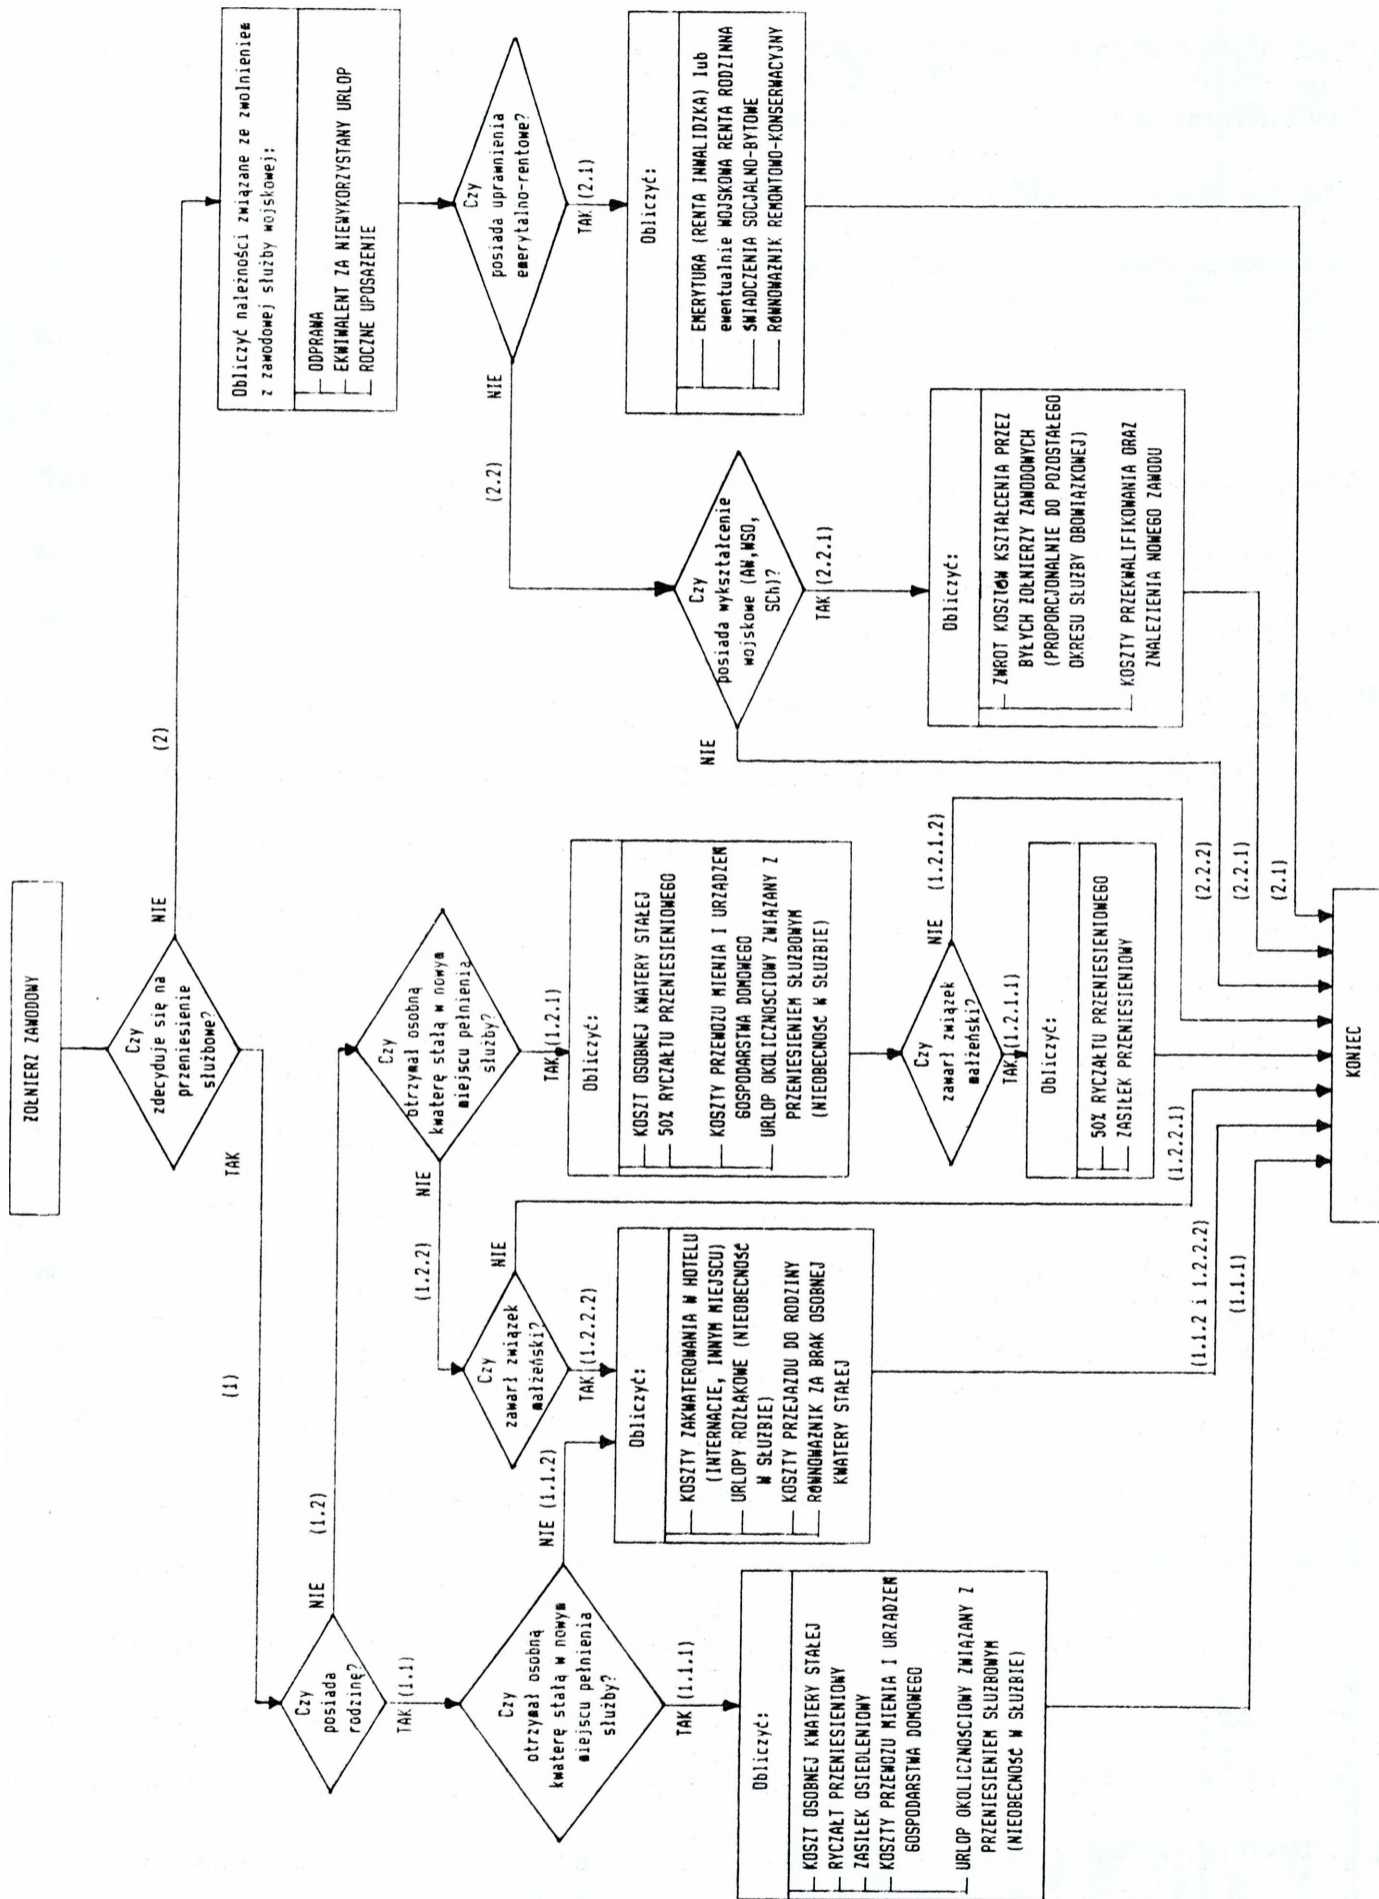 ZOŁNIERZ ZAWODOWY
Czy
zdecyduje się na
przeniesienie
służbowe?
TAK
NIE
(1)
(2)
Czy
posiada
rodzinę?
NIE
(1.2)
TAK (1.1)
Czy
otrzymał osobną
kwaterę stałą w nowym
miejscu pełnienia
służby?
NIE (1.1.2)
TAK (1.1.1)
Obliczyć:
KOSZT OSOBNEJ KWATERY STAŁEJ
RYCZAŁT PRZENIESIENIOWY
ZASIŁEK OSIEDLENIOWY
KOSZTY PRZEWOZU MIENIA I URZĄDZEŃ
GOSPODARSTWA DOMOWEGO
URLOP OKOLICZNOŚCIOWY ZWIĄZANY Z
PRZENIESIENIEM SŁUŻBOWYM
(NIEOBECNOŚĆ W SŁUŻBIE)
Czy
otrzymał osobną
kwaterę stałą w nowym
miejscu pełnienia
służby?
NIE
(1.2.2)
TAK (1.2.1)
Czy
zawarł związek
małżeński?
NIE
TAK (1.2.2.2)
Obliczyć:
KOSZTY ZAKWATEROWANIA W HOTELU
(INTERNACIE, INNYM MIEJSCU)
URLOPY ROZŁĄKOWE (NIEOBECNOŚĆ
W SŁUŻBIE)
KOSZTY PRZEJAZDU DO RODZINY
RÓWNOWAŻNIK ZA BRAK OSOBNEJ
KWATERY STAŁEJ
Obliczyć:
KOSZT OSOBNEJ KWATERY STAŁEJ
50% RYCZAŁTU PRZENIESIENIOWEGO
KOSZTY PRZEWOZU MIENIA I URZĄDZEŃ
GOSPODARSTWA DOMOWEGO
URLOP OKOLICZNOŚCIOWY ZWIĄZANY Z
PRZENIESIENIEM SŁUŻBOWYM
(NIEOBECNOŚĆ W SŁUŻBIE)
Czy
zawarł związek
małżeński?
NIE
(1.2.1.2)
TAK (1.2.1.1)
Obliczyć:
50% RYCZAŁTU PRZENIESIENIOWEGO
ZASIŁEK PRZENIESIENIOWY
Obliczyć należności związane ze zwolnieniem
z zawodowej służby wojskowej:
ODPRAWA
EKWIWALENT ZA NIEWYKORZYSTANY URLOP
ROCZNE UPOSAŻENIE
Czy
posiada uprawnienia
emerytalno-rentowe?
NIE
(2.2)
TAK (2.1)
Obliczyć:
EMERYTURA (RENTA INWALIDZKA) lub
ewentualnie WOJSKOWA RENTA RODZINNA
ŚWIADCZENIA SOCJALNO-BYTOWE
RÓWNOWAŻNIK REMONTOWO-KONSERWACYJNY
Czy
posiada wykształcenie
wojskowe (AW,WSO,
SCh)?
NIE
TAK (2.2.1)
Obliczyć:
ZWROT KOSZTÓW KSZTAŁCENIA PRZEZ
BYŁYCH ŻOŁNIERZY ZAWODOWYCH
(PROPORCJONALNIE DO POZOSTAŁEGO
OKRESU SŁUŻBY OBOWIĄZKOWEJ)
KOSZTY PRZEKWALIFIKOWANIA ORAZ
ZNALEZIENIA NOWEGO ZAWODU
(1.1.1)
(1.1.2 i 1.2.2.2)
(1.2.2.1)
(2.2.2)
(2.2.1)
(2.1)
KONIEC